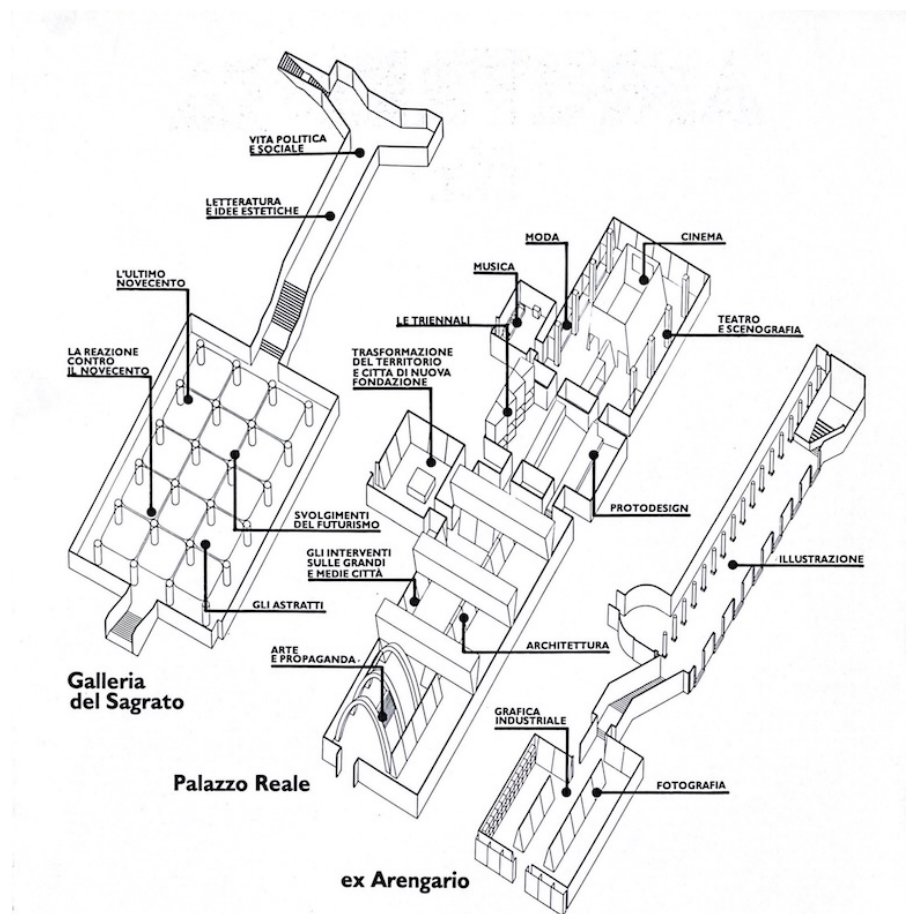 VITA POLITICA
E SOCIALE
LETTERATURA
E IDEE ESTETICHE
L'ULTIMO
NOVECENTO
LA REAZIONE
CONTRO
IL NOVECENTO
SVOLGIMENTI
DEL FUTURISMO
GLI ASTRATTI
Galleria
del Sagrato
MODA
CINEMA
MUSICA
LE TRIENNALI
TEATRO
E SCENOGRAFIA
TRASFORMAZIONE
DEL TERRITORIO
E CITTA DI NUOVA
FONDAZIONE
PROTODESIGN
GLI INTERVENTI
SULLE GRANDI
E MEDIE CITTÀ
ARCHITETTURA
ARTE
E PROPAGANDA
Palazzo Reale
ILLUSTRAZIONE
GRAFICA
INDUSTRIALE
FOTOGRAFIA
ex Arengario